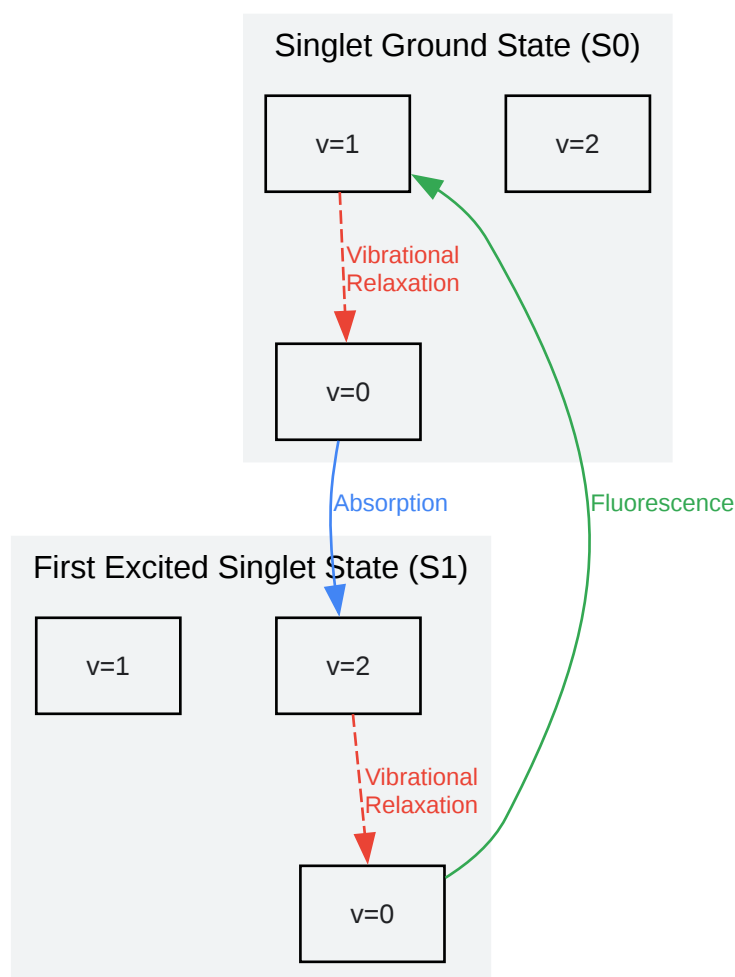 Singlet Ground State (S0)
v=1
v=2
Vibrational
Relaxation
v=0
Absorption
Fluorescence
First Excited Singlet State (S1)
v=1
v=2
Vibrational
Relaxation
v=0